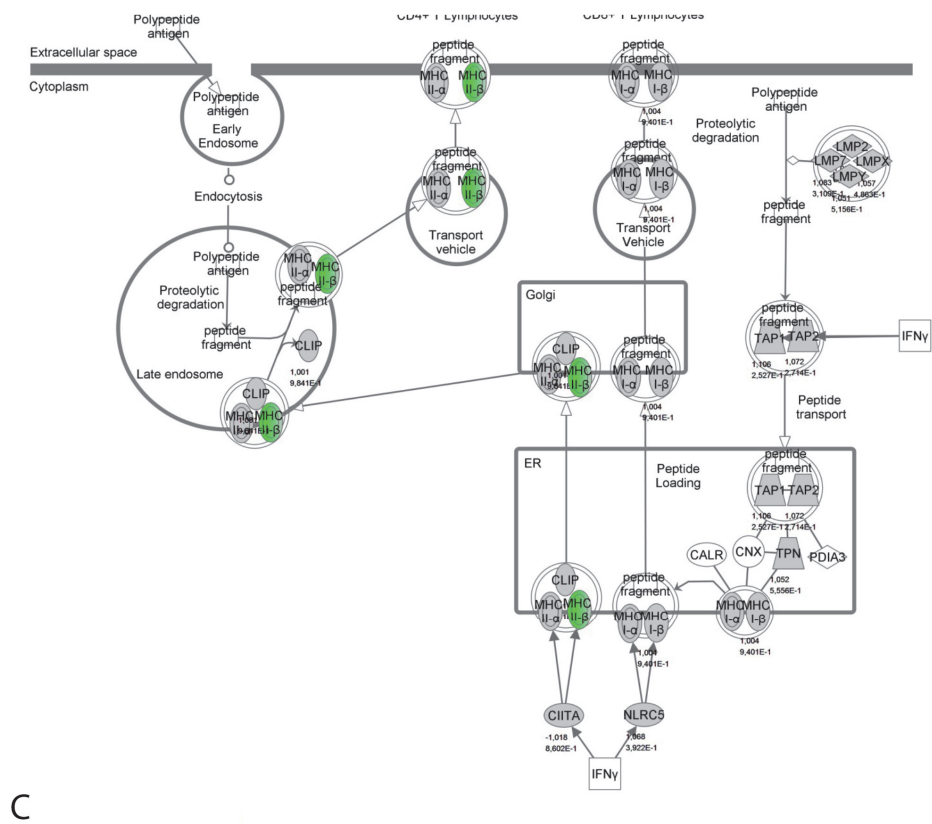 CD4+ T Lymphocytes
CD8+ T Lymphocytes
Polypeptide
antigen
Extracellular space
Cytoplasm
peptide
fragment
MHC
II-α
MHC
II-β
peptide
fragment
MHC
I-α
MHC
I-β
1,004
9,401E-1
Polypeptide
antigen
Early
Endosome
Polypeptide
antigen
Proteolytic
degradation
LMP2
LMP7
LMPX
LMPY
1,083
3,109E-1
1,057
4,863E-1
1,051
5,156E-1
peptide
fragment
MHC
II-α
MHC
II-β
Transport
vehicle
peptide
fragment
MHC
I-α
MHC
I-β
1,004
9,401E-1
Transport
Vehicle
Endocytosis
peptide
fragment
Polypeptide
antigen
Proteolytic
degradation
peptide
fragment
MHC
II-α
MHC
II-β
peptide
fragment
CLIP
1,001
9,841E-1
Late endosome
CLIP
MHC
II-α
MHC
II-β
Golgi
CLIP
MHC
II-α
MHC
II-β
peptide
fragment
MHC
I-α
MHC
I-β
1,004
9,401E-1
peptide
fragment
TAP1
TAP2
IFNγ
1,106
2,527E-1
1,072
2,714E-1
Peptide
transport
ER
Peptide
Loading
peptide
fragment
TAP1
TAP2
1,106
2,527E-1
1,072
2,714E-1
CALR
CNX
TPN
PDIA3
1,052
5,556E-1
CLIP
MHC
II-α
MHC
II-β
peptide
fragment
MHC
I-α
MHC
I-β
1,004
9,401E-1
MHC
I-α
MHC
I-β
1,004
9,401E-1
CIITA
-1,018
8,602E-1
NLRC5
1,068
3,922E-1
IFNγ
C